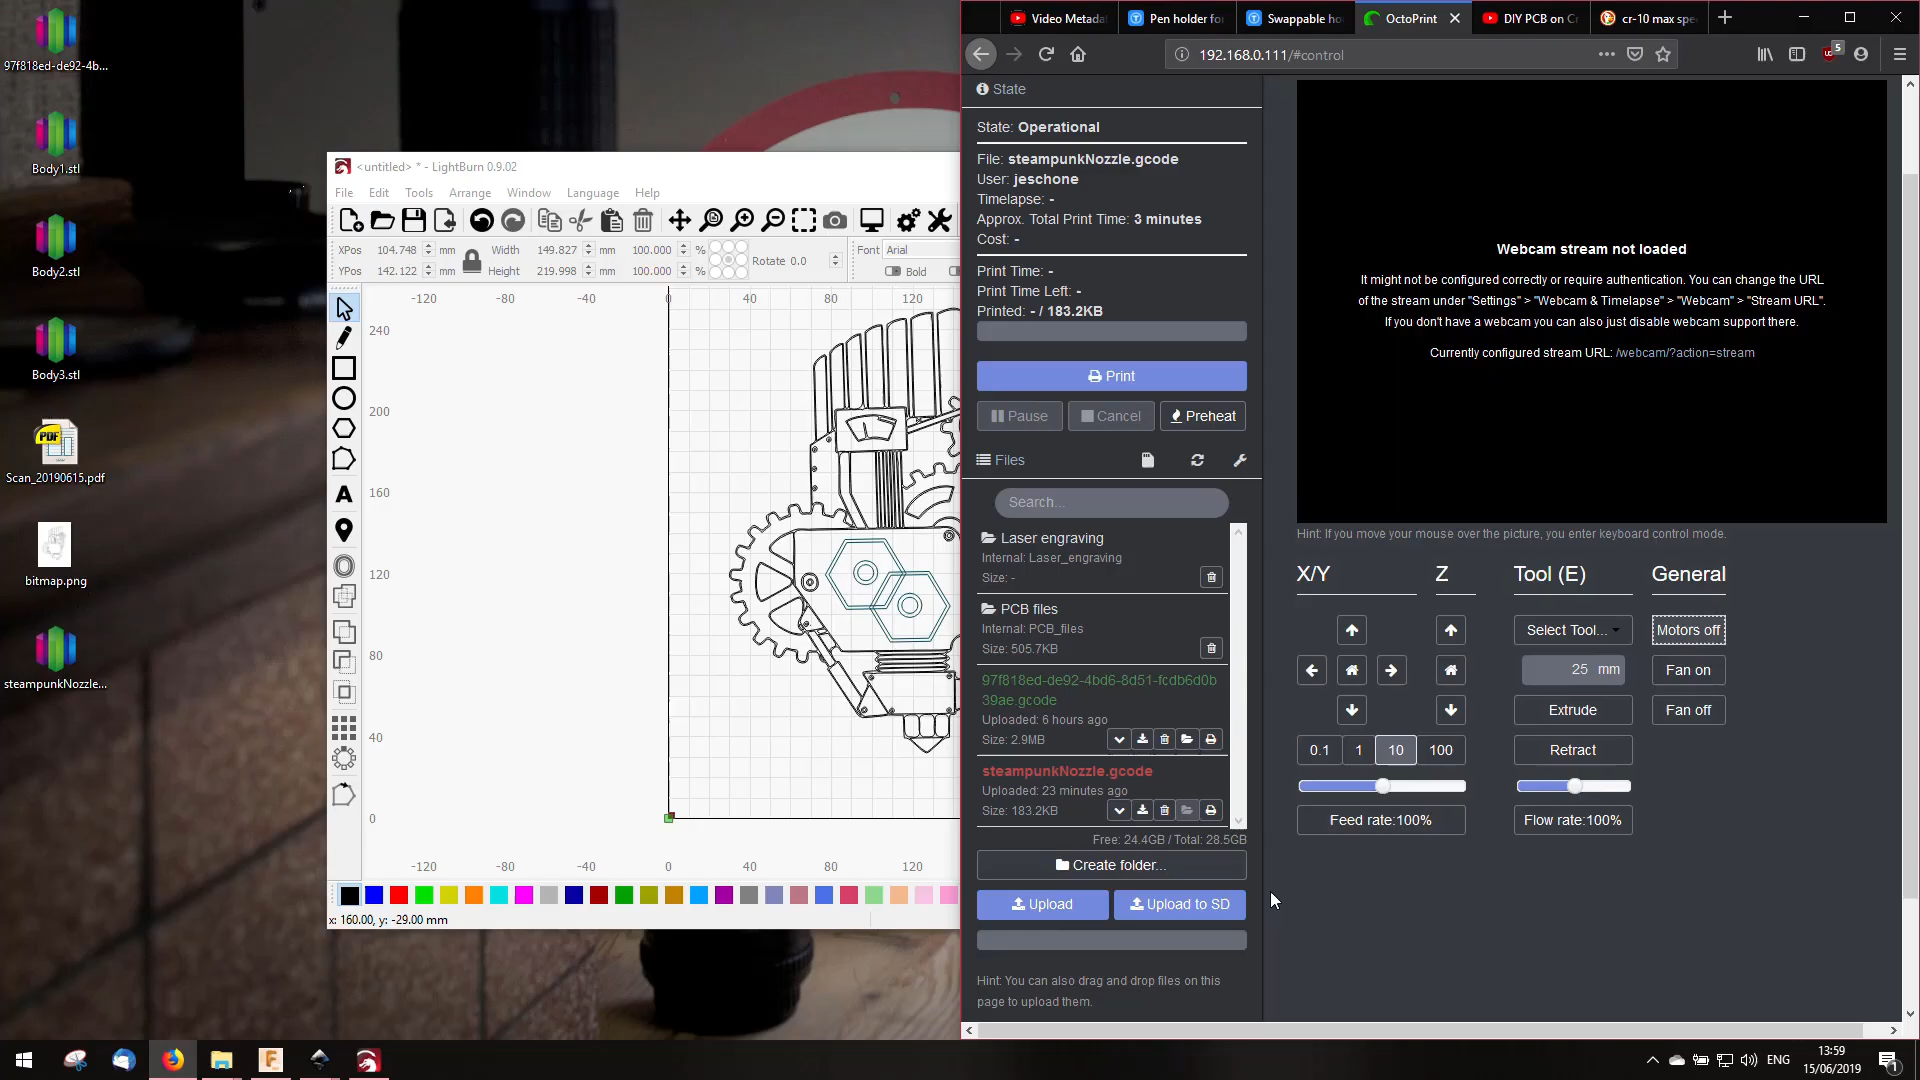 97f818ed-de92-4b...
Body1.stl
Body2.stl
Body3.stl
PDF
Scan_20190615.pdf
bitmap.png
steampunkNozzle...
<untitled> * - LightBurn 0.9.02
File Edit Tools Arrange Window Language Help
XPos 104.748 mm Width 149.827 mm 100.000 % Rotate 0.0 Font Arial
YPos 142.122 mm Height 219.998 mm 100.000 % Bold
-120 -80 -40 0 40 80 120
240
200
160
120
80
40
0
-120 -80 -40 0 40 80 120
x: 160.00, y: -29.00 mm
Video Metada
Pen holder fo
Swappable ho
OctoPrint
DIY PCB on C
cr-10 max spe
192.168.0.111/#control
5
State
State: Operational
File: steampunkNozzle.gcode
User: jeschone
Timelapse: -
Approx. Total Print Time: 3 minutes
Cost: -
Print Time: -
Print Time Left: -
Printed: - / 183.2KB
Print
Pause Cancel Preheat
Files
Search...
Laser engraving
Internal: Laser_engraving
Size: -
PCB files
Internal: PCB_files
Size: 505.7KB
97f818ed-de92-4bd6-8d51-fcdb6d0b
39ae.gcode
Uploaded: 6 hours ago
Size: 2.9MB
steampunkNozzle.gcode
Uploaded: 23 minutes ago
Size: 183.2KB
Free: 24.4GB / Total: 28.5GB
Create folder...
Upload Upload to SD
Hint: You can also drag and drop files on this
page to upload them.
Webcam stream not loaded
It might not be configured correctly or require authentication. You can change the URL
of the stream under "Settings" > "Webcam & Timelapse" > "Webcam" > "Stream URL".
If you don't have a webcam you can also just disable webcam support there.
Currently configured stream URL: /webcam/?action=stream
Hint: If you move your mouse over the picture, you enter keyboard control mode.
X/Y Z Tool (E) General
Select Tool... Motors off
25 mm Fan on
Extrude Fan off
0.1 1 10 100 Retract
Feed rate:100% Flow rate:100%
ENG
13:59
15/06/2019
1